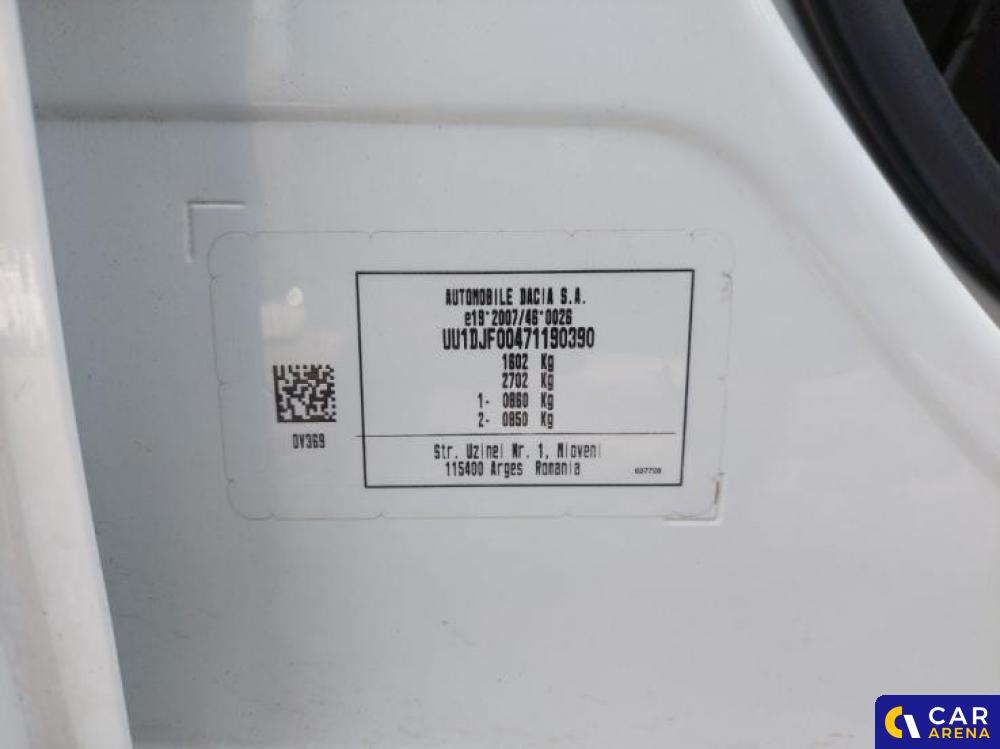 AUTOMOBILE DACIA S.A.
e19*2007/46*0026
UU1DJF00471190390
1602 Kg
2702 Kg
1- 0860 Kg
2- 0850 Kg
DV369
Str. Uzinei Nr. 1, Mioveni
115400 Arges Romania
CAR
ARENA